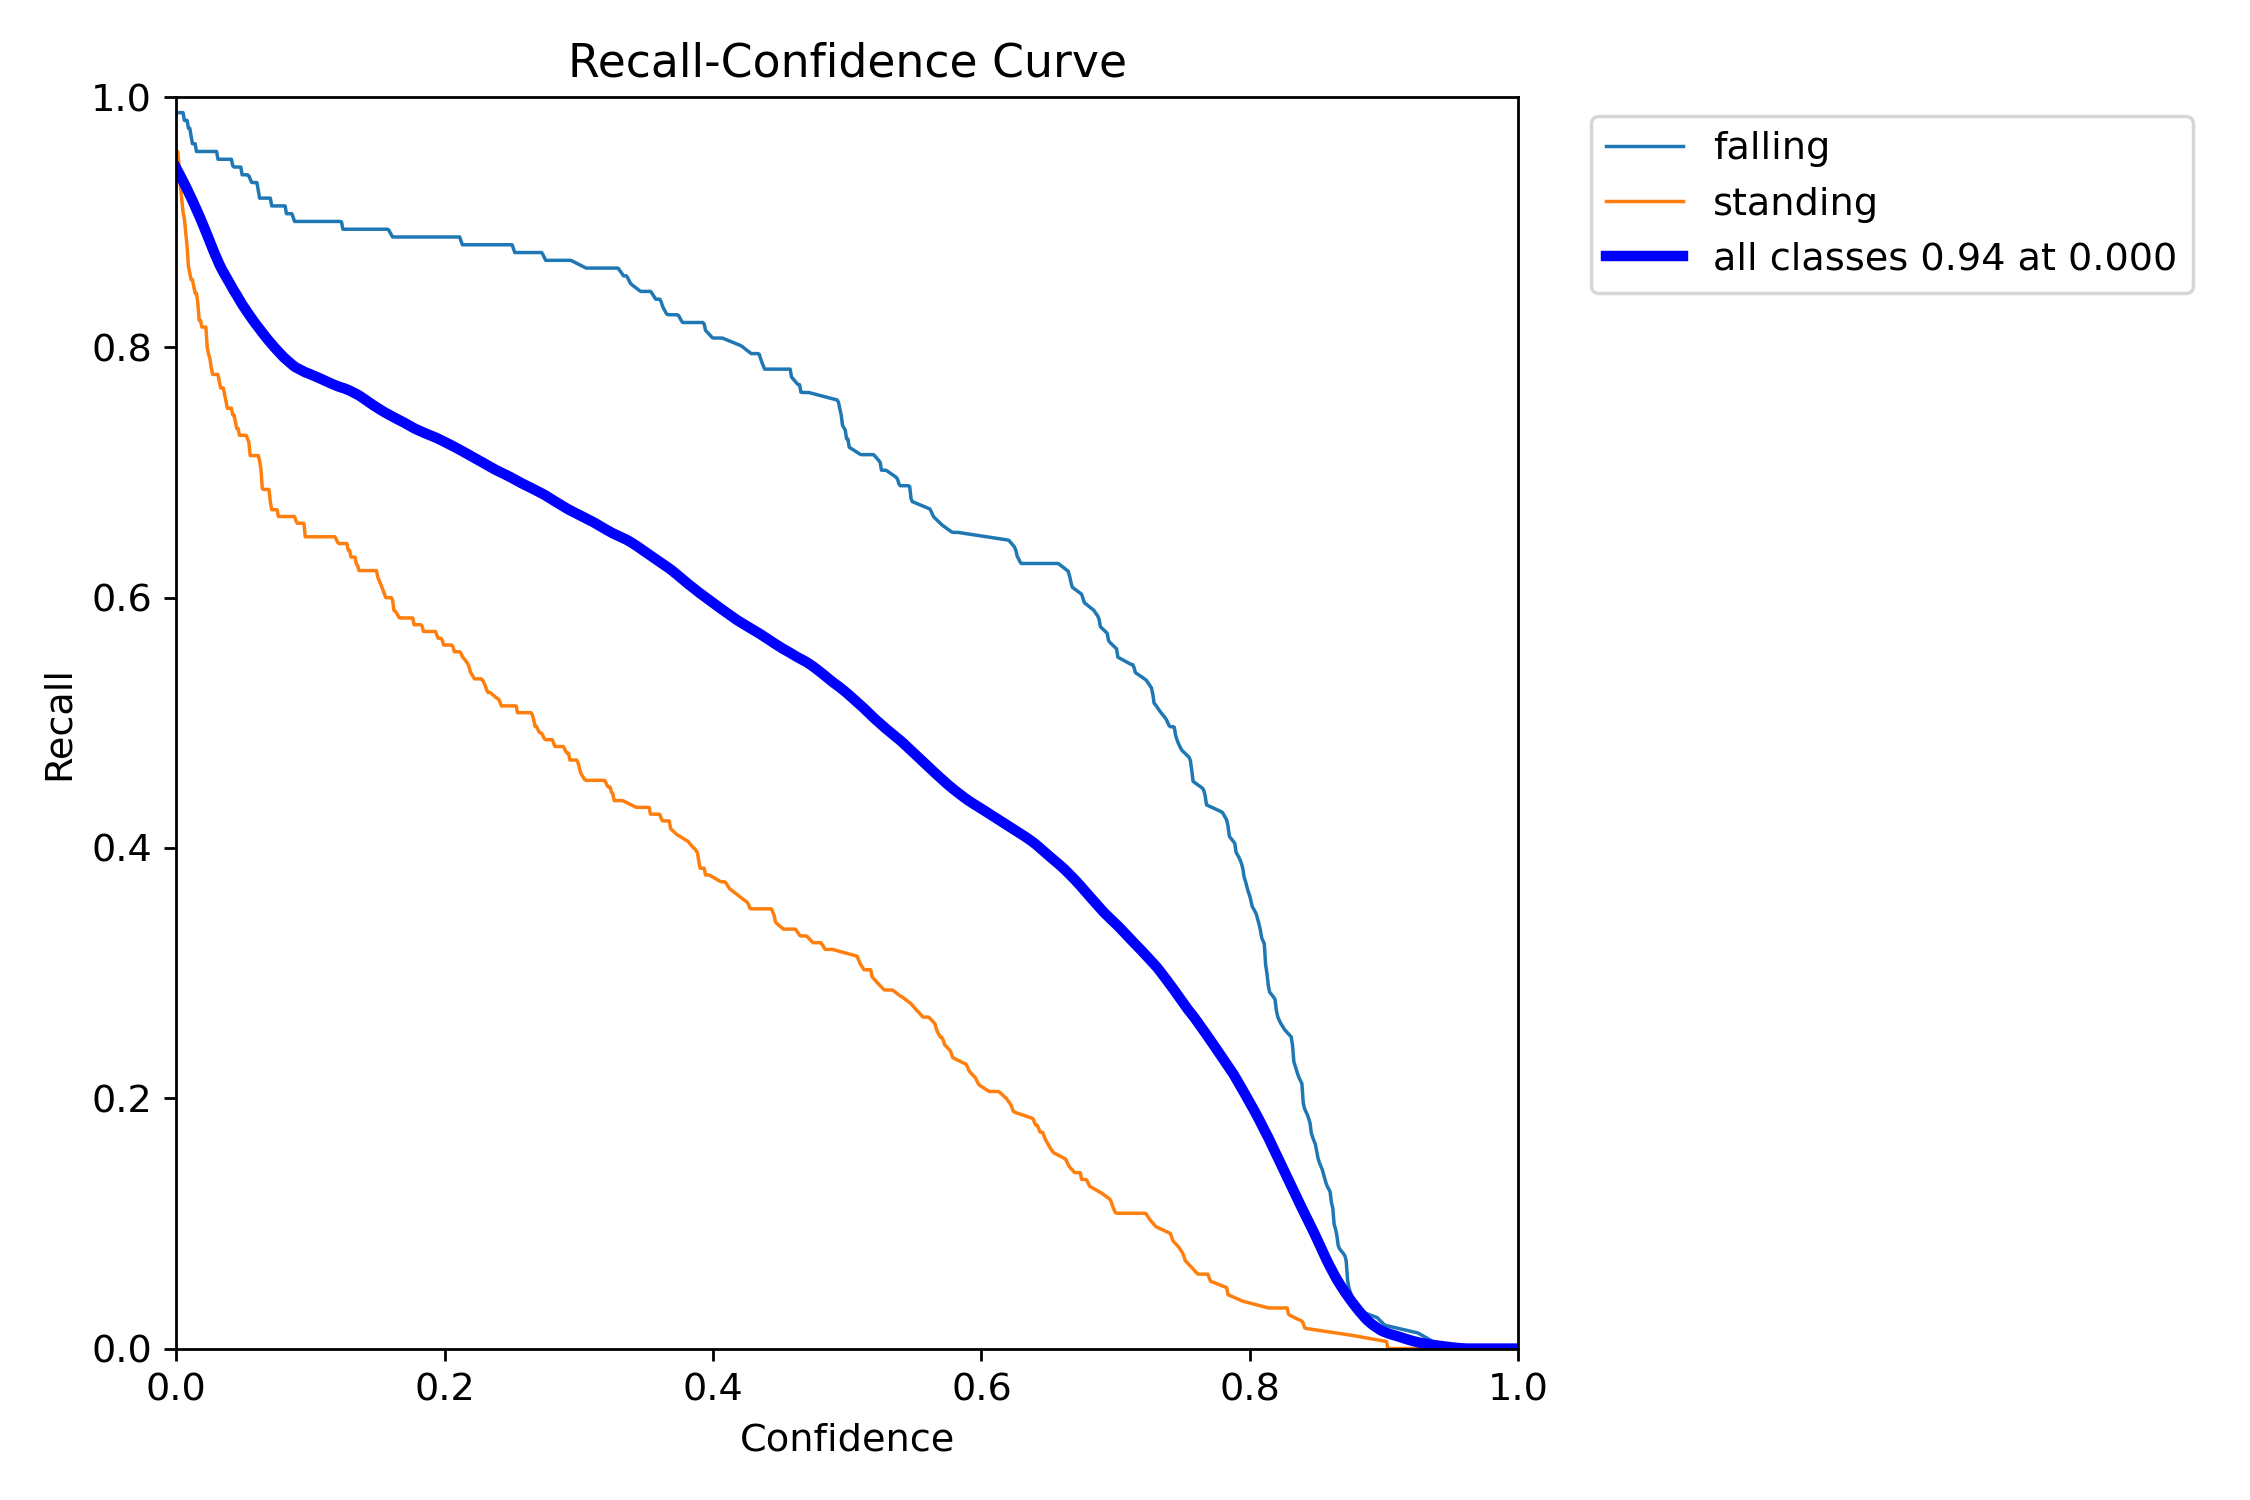 Recall-Confidence Curve
1.0
0.8
0.6
0.4
0.2
0.0
Recall
0.0 0.2 0.4 0.6 0.8 1.0
Confidence
falling
standing
all classes 0.94 at 0.000